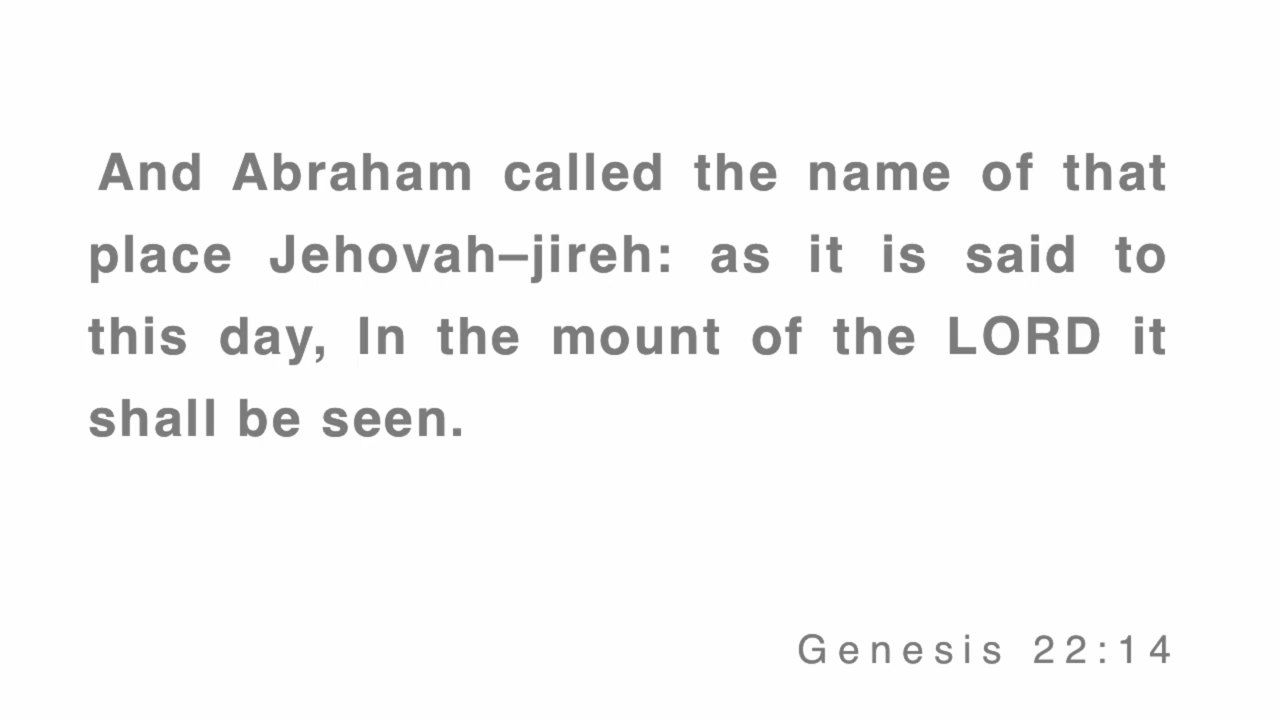 And Abraham called the name of that
place Jehovah–jireh: as it is said to
this day, In the mount of the LORD it
shall be seen.
Genesis 22:14